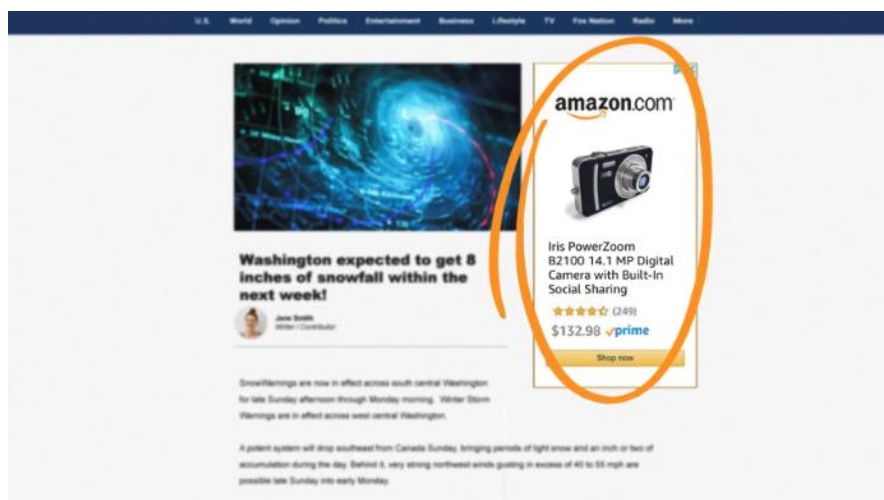 U.S. World Opinion Politics Entertainment Business Lifestyle TV Fox Nation Radio More
amazon.com
Iris PowerZoom
B2100 14.1 MP Digital
Camera with Built-In
Social Sharing
(249)
$132.98 prime
Shop now
Washington expected to get 8
inches of snowfall within the
next week!
Jane Smith
Writer / Contributor
SnowWarnings are now in effect across south central Washington
for late Sunday afternoon through Monday morning. Winter Storm
Warnings are in effect across west central Washington.
A potent system will drop southeast from Canada Sunday, bringing periods of light snow and an inch or two of
accumulation during the day. Behind it, very strong northwest winds gusting in excess of 40 to 55 mph are
possible late Sunday into early Monday.